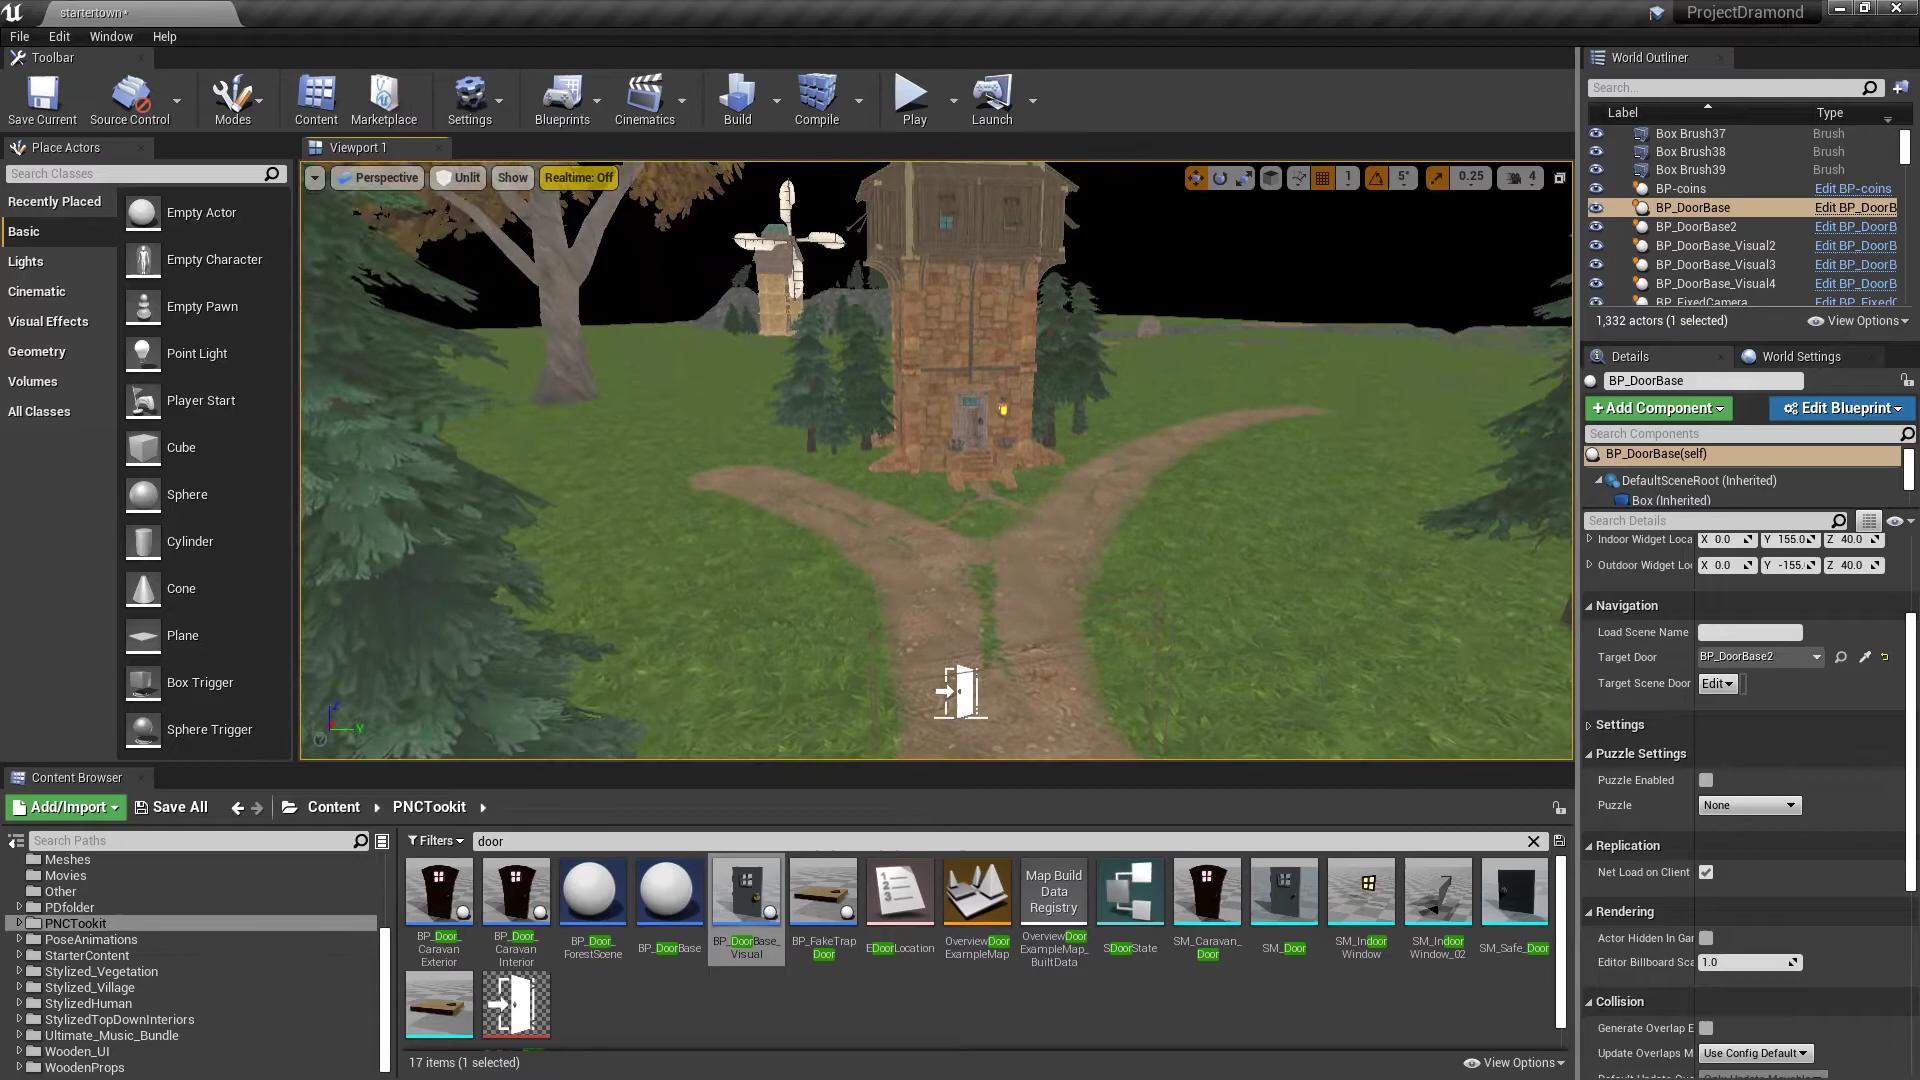 startertown*
ProjectDramond
File Edit Window Help
Toolbar
Save Current Source Control Modes Content Marketplace Settings Blueprints Cinematics Build Compile Play Launch
Place Actors
Search Classes
Recently Placed
Basic
Lights
Cinematic
Visual Effects
Geometry
Volumes
All Classes
Empty Actor
Empty Character
Empty Pawn
Point Light
Player Start
Cube
Sphere
Cylinder
Cone
Plane
Box Trigger
Sphere Trigger
Viewport 1
Perspective Unlit Show Realtime: Off
1 5° 0.25 4
Y
World Outliner
Search...
Label Type
Box Brush37 Brush
Box Brush38 Brush
Box Brush39 Brush
BP-coins Edit BP-coins
BP_DoorBase Edit BP_DoorB
BP_DoorBase2 Edit BP_DoorB
BP_DoorBase_Visual2 Edit BP_DoorB
BP_DoorBase_Visual3 Edit BP_DoorB
BP_DoorBase_Visual4 Edit BP_DoorB
BP_FixedCamera Edit BP_FixedC
1,332 actors (1 selected) View Options
Details World Settings
BP_DoorBase
+Add Component Edit Blueprint
Search Components
BP_DoorBase(self)
DefaultSceneRoot (Inherited)
Box (Inherited)
Search Details
Indoor Widget Loca X 0.0 Y 155.0 Z 40.0
Outdoor Widget Lo X 0.0 Y -155. Z 40.0
Navigation
Load Scene Name
Target Door BP_DoorBase2
Target Scene Door Edit
Settings
Puzzle Settings
Puzzle Enabled
Puzzle None
Replication
Net Load on Client
Rendering
Actor Hidden In Gar
Editor Billboard Sca 1.0
Collision
Generate Overlap E
Update Overlaps M Use Config Default
Content Browser
Add/Import Save All Content PNCTookit
Search Paths
Meshes
Movies
Other
PDfolder
PNCTookit
PoseAnimations
StarterContent
Stylized_Vegetation
Stylized_Village
StylizedHuman
StylizedTopDownInteriors
Ultimate_Music_Bundle
Wooden_UI
WoodenProps
Filters door
Map Build
Data
Registry
BP_Door_
Caravan
Exterior
BP_Door_
Caravan
Interior
BP_Door_
ForestScene
BP_DoorBase
BP_DoorBase_
Visual
BP_FakeTrap
Door
EDoorLocation
OverviewDoor
ExampleMap
OverviewDoor
ExampleMap_
BuiltData
SDoorState
SM_Caravan_
Door
SM_Door
SM_Indoor
Window
SM_Indoor
Window_02
SM_Safe_Door
17 items (1 selected) View Options